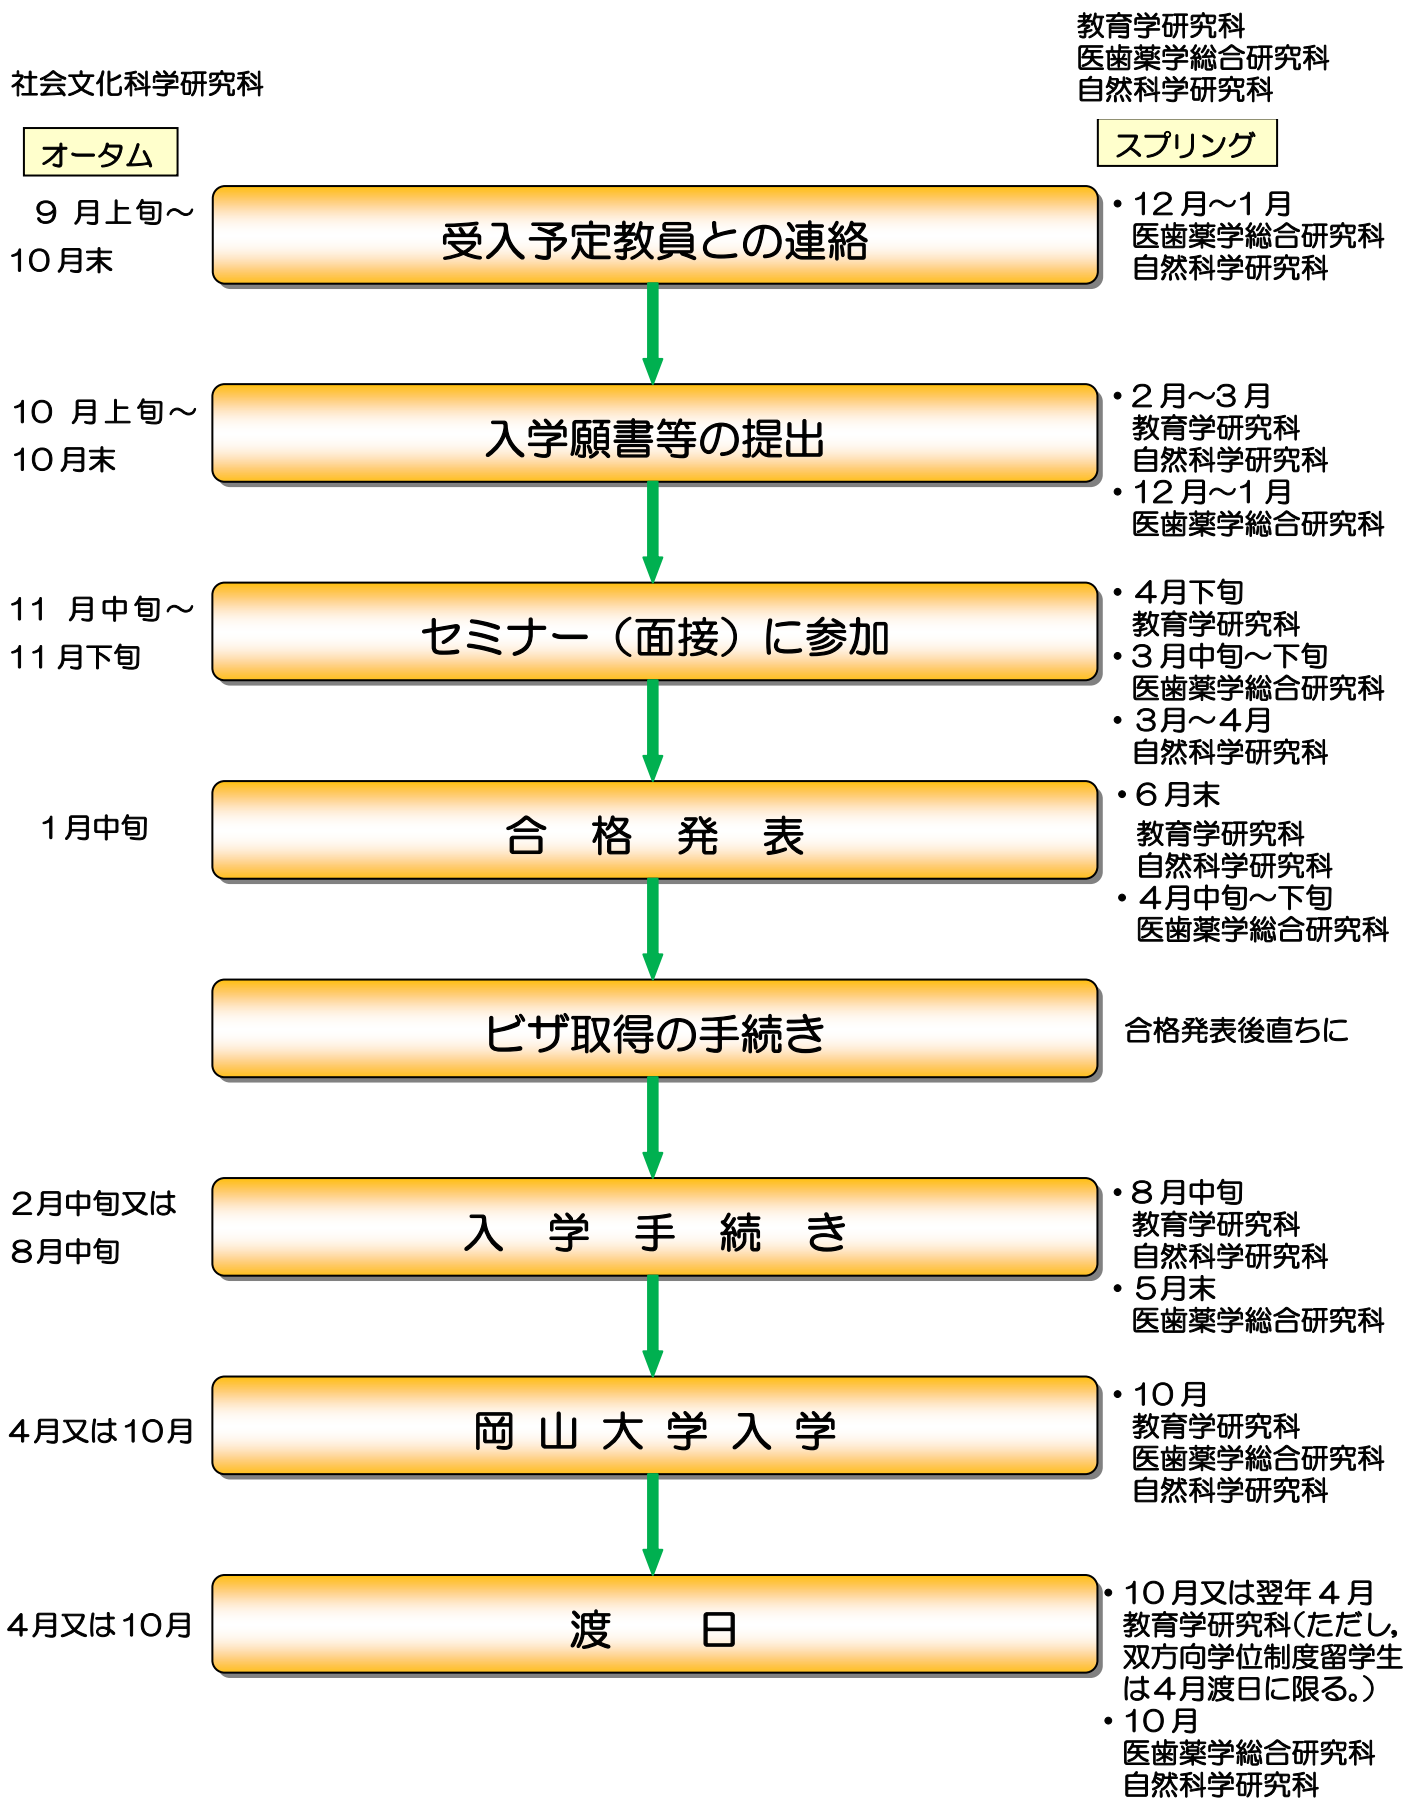 社会文化科学研究科
教育学研究科
医歯薬学総合研究科
自然科学研究科
オータム
スプリング
9 月上旬～
10月末
受入予定教員との連絡
・12月～1月
医歯薬学総合研究科
自然科学研究科
10 月上旬～
10月末
入学願書等の提出
・2月～3月
教育学研究科
自然科学研究科
・12月～1月
医歯薬学総合研究科
11 月中旬～
11月下旬
セミナー（面接）に参加
・4月下旬
教育学研究科
・3月中旬～下旬
医歯薬学総合研究科
・3月～4月
自然科学研究科
1月中旬
合 格 発 表
・6月末
教育学研究科
自然科学研究科
・4月中旬～下旬
医歯薬学総合研究科
ビザ取得の手続き
合格発表後直ちに
2月中旬又は
8月中旬
入 学 手 続 き
・8月中旬
教育学研究科
自然科学研究科
・5月末
医歯薬学総合研究科
4月又は10月
岡 山 大 学 入 学
・10月
教育学研究科
医歯薬学総合研究科
自然科学研究科
4月又は10月
渡 日
・10月又は翌年4月
教育学研究科（ただし，
双方向学位制度留学生
は4月渡日に限る。）
・10月
医歯薬学総合研究科
自然科学研究科